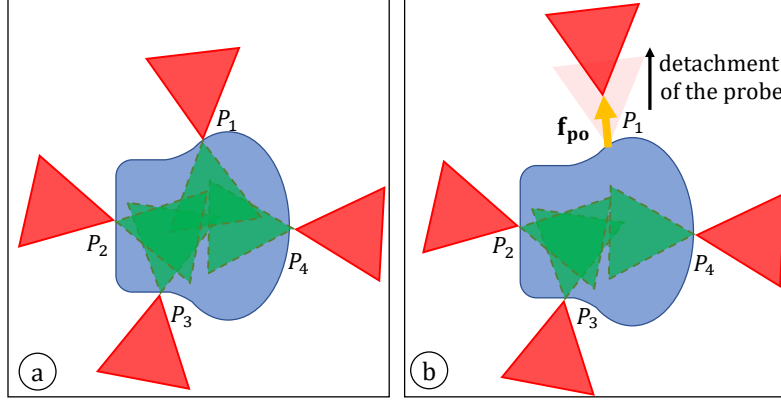 P1
P2
P3
P4
a
detachment
of the probe
fpo
P1
P2
P3
P4
b